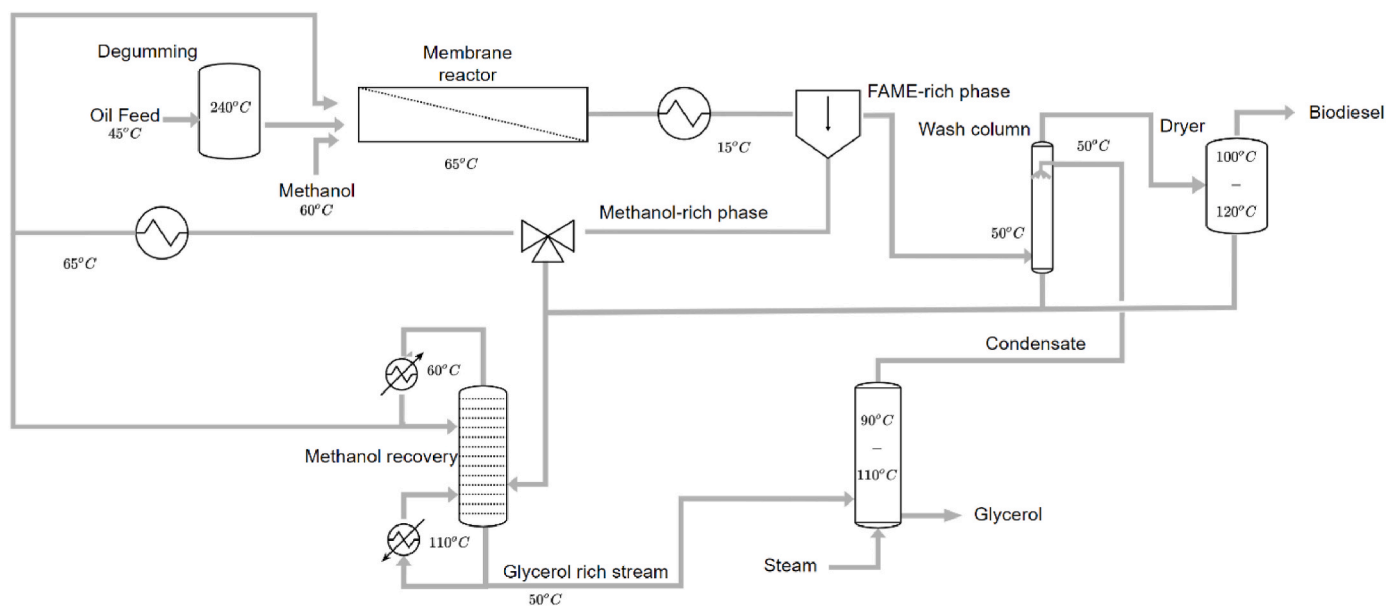 Degumming
240°C
Oil Feed
45°C
Methanol
60°C
Membrane
reactor
65°C
15°C
FAME-rich phase
Wash column
50°C
50°C
Dryer
100°C
–
120°C
Biodiesel
Methanol-rich phase
65°C
60°C
Methanol recovery
110°C
Glycerol rich stream
50°C
Condensate
90°C
–
110°C
Glycerol
Steam